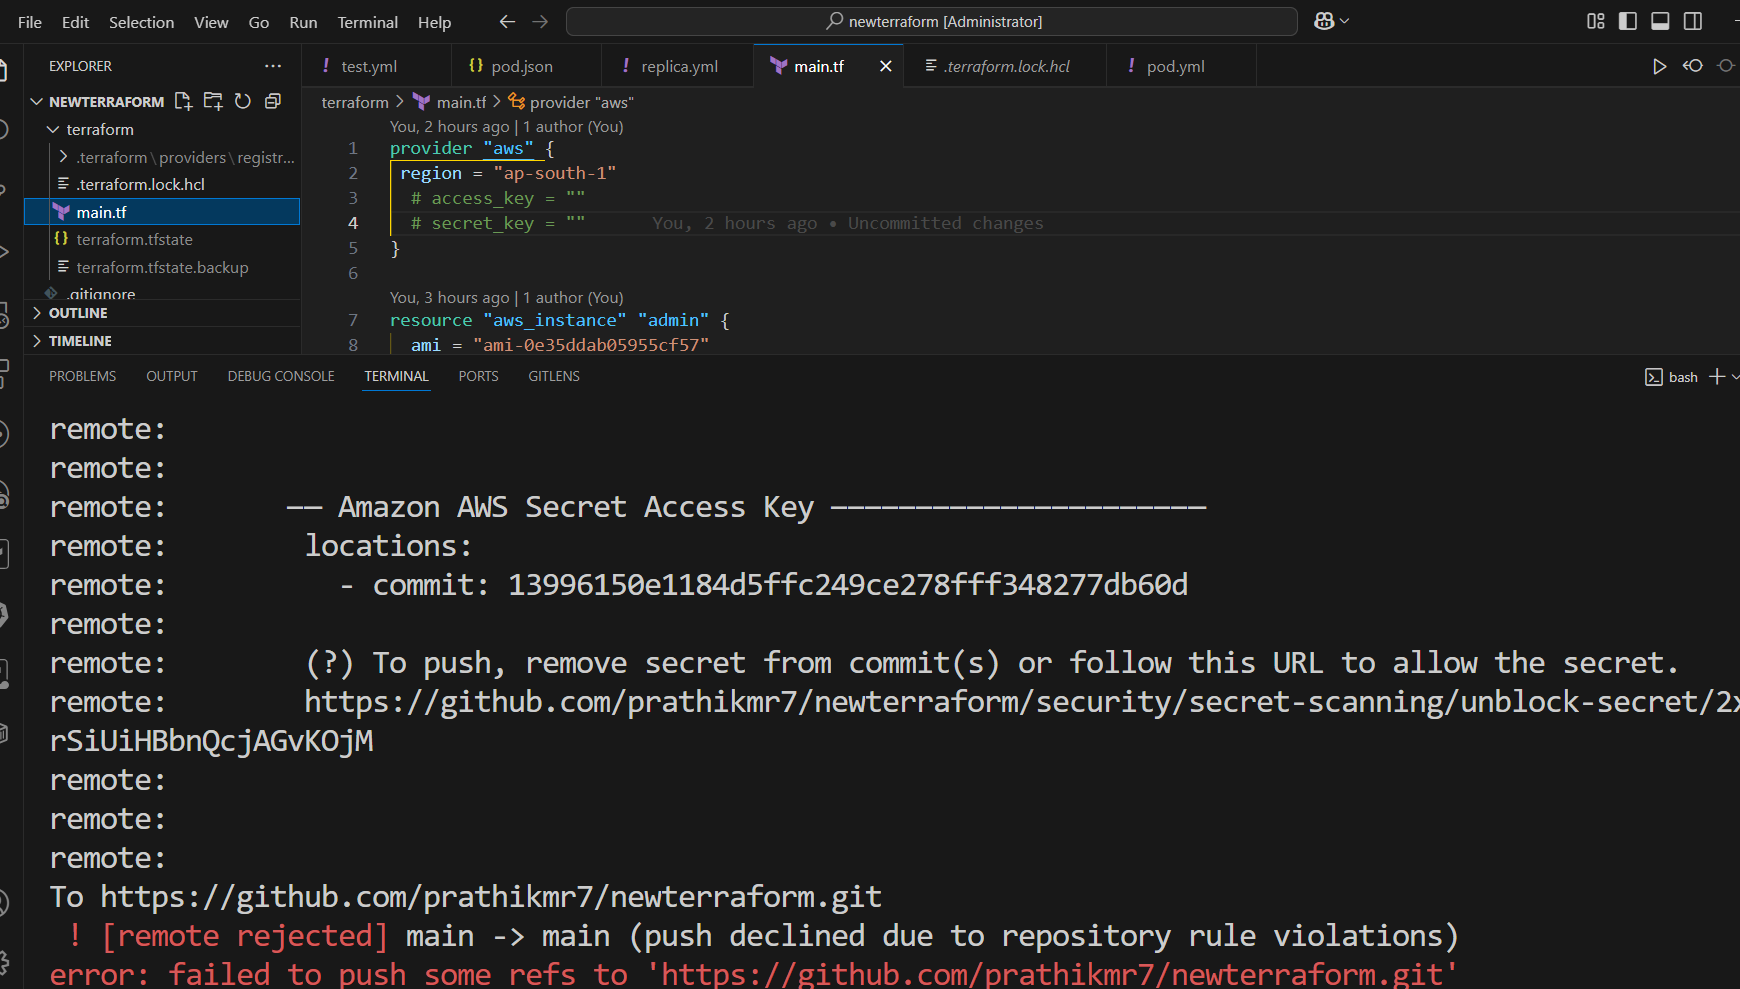 File Edit Selection View Go Run Terminal Help
newterraform [Administrator]
EXPLORER
NEWTERRAFORM
terraform
.terraform\providers\registr...
.terraform.lock.hcl
main.tf
terraform.tfstate
terraform.tfstate.backup
.gitignore
OUTLINE
TIMELINE
! test.yml {} pod.json ! replica.yml main.tf .terraform.lock.hcl ! pod.yml
terraform > main.tf > provider "aws"
You, 2 hours ago | 1 author (You)
1 provider "aws" {
2 region = "ap-south-1"
3 # access_key = ""
4 # secret_key = "" You, 2 hours ago • Uncommitted changes
5 }
6
You, 3 hours ago | 1 author (You)
7 resource "aws_instance" "admin" {
8 ami = "ami-0e35ddab05955cf57"
PROBLEMS OUTPUT DEBUG CONSOLE TERMINAL PORTS GITLENS
bash
remote:
remote:
remote: —— Amazon AWS Secret Access Key ——————————————————————
remote: locations:
remote: - commit: 13996150e1184d5ffc249ce278fff348277db60d
remote:
remote: (?) To push, remove secret from commit(s) or follow this URL to allow the secret.
remote: https://github.com/prathikmr7/newterraform/security/secret-scanning/unblock-secret/2x
rSiUiHBbnQcjAGvKOjM
remote:
remote:
remote:
To https://github.com/prathikmr7/newterraform.git
! [remote rejected] main -> main (push declined due to repository rule violations)
error: failed to push some refs to 'https://github.com/prathikmr7/newterraform.git'